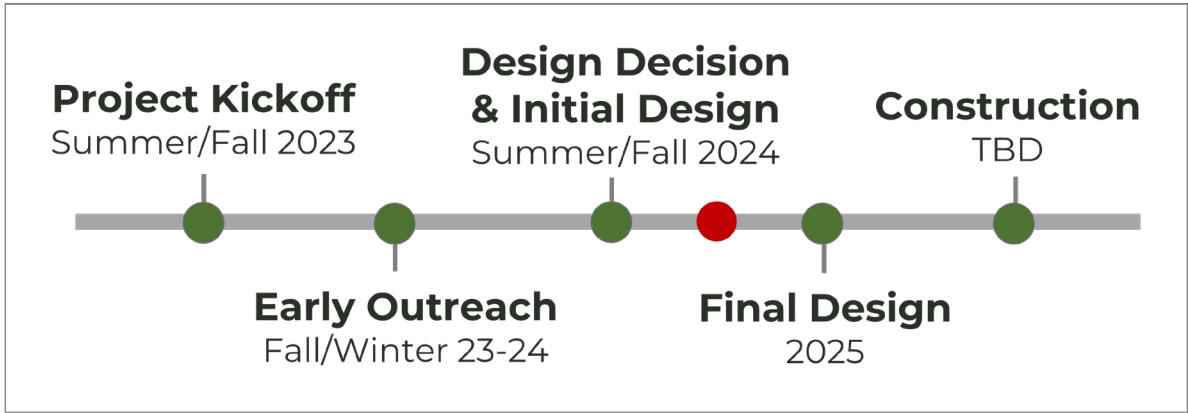 Project Kickoff
Summer/Fall 2023
Early Outreach
Fall/Winter 23-24
Design Decision
& Initial Design
Summer/Fall 2024
Final Design
2025
Construction
TBD